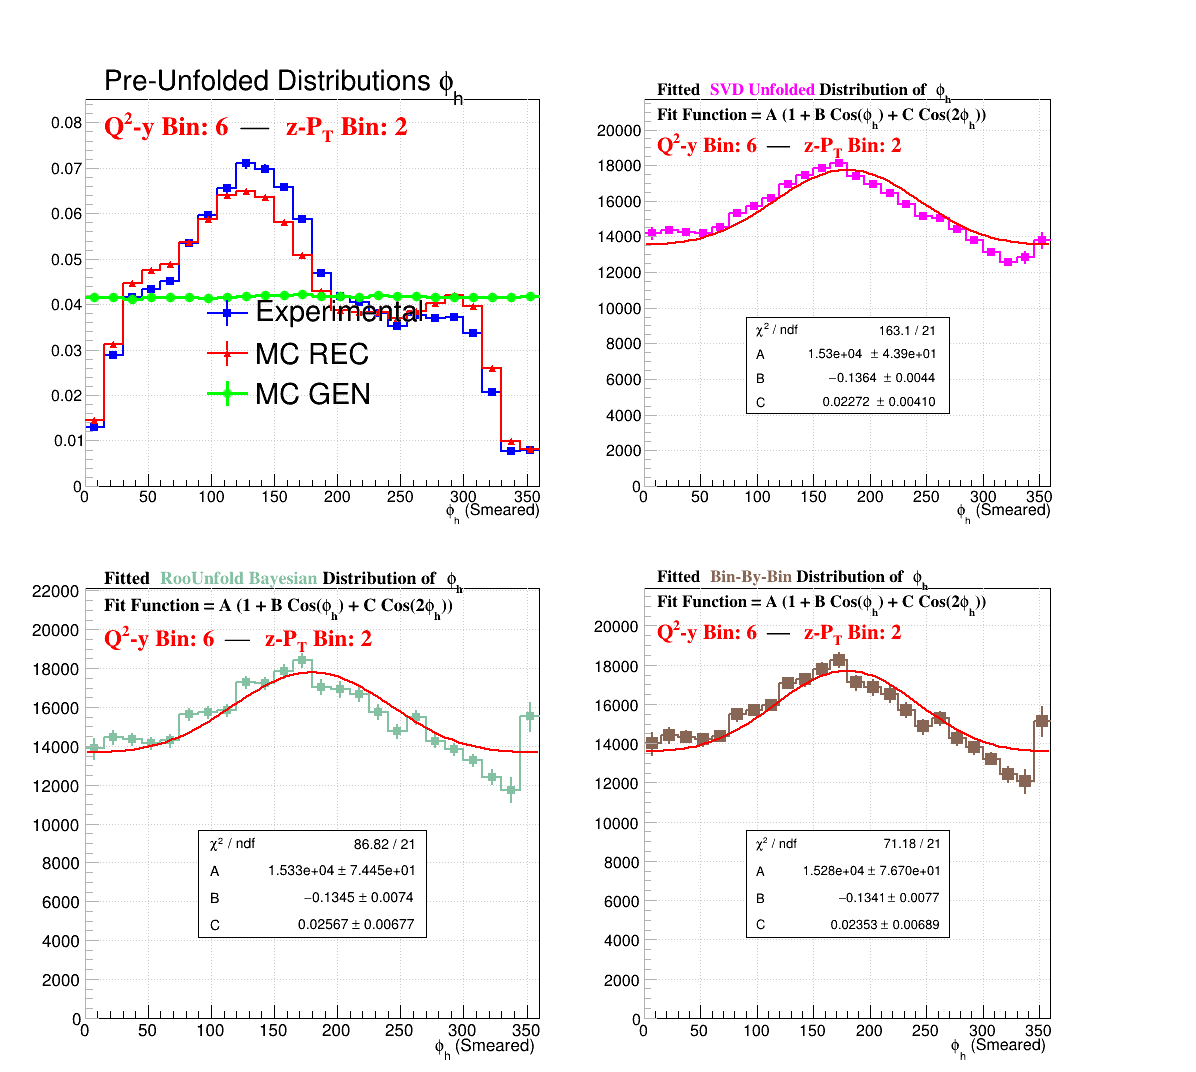 Pre-Unfolded Distributions ϕh
Q²-y Bin: 6 — z-PT Bin: 2
0.08
0.07
0.06
0.05
0.04
0.03
0.02
0.01
0
Experimental
MC REC
MC GEN
0 50 100 150 200 250 300 350
ϕh (Smeared)
Fitted SVD Unfolded Distribution of ϕh
Fit Function = A (1 + B Cos(ϕh) + C Cos(2ϕh))
Q²-y Bin: 6 — z-PT Bin: 2
20000
18000
16000
14000
12000
10000
8000
6000
4000
2000
0
χ² / ndf 163.1 / 21
A 1.53e+04 ± 4.39e+01
B −0.1364 ± 0.0044
C 0.02272 ± 0.00410
0 50 100 150 200 250 300 350
ϕh (Smeared)
Fitted RooUnfold Bayesian Distribution of ϕh
Fit Function = A (1 + B Cos(ϕh) + C Cos(2ϕh))
Q²-y Bin: 6 — z-PT Bin: 2
22000
20000
18000
16000
14000
12000
10000
8000
6000
4000
2000
0
χ² / ndf 86.82 / 21
A 1.533e+04 ± 7.445e+01
B −0.1345 ± 0.0074
C 0.02567 ± 0.00677
0 50 100 150 200 250 300 350
ϕh (Smeared)
Fitted Bin-By-Bin Distribution of ϕh
Fit Function = A (1 + B Cos(ϕh) + C Cos(2ϕh))
Q²-y Bin: 6 — z-PT Bin: 2
22000
20000
18000
16000
14000
12000
10000
8000
6000
4000
2000
0
χ² / ndf 71.18 / 21
A 1.528e+04 ± 7.670e+01
B −0.1341 ± 0.0077
C 0.02353 ± 0.00689
0 50 100 150 200 250 300 350
ϕh (Smeared)